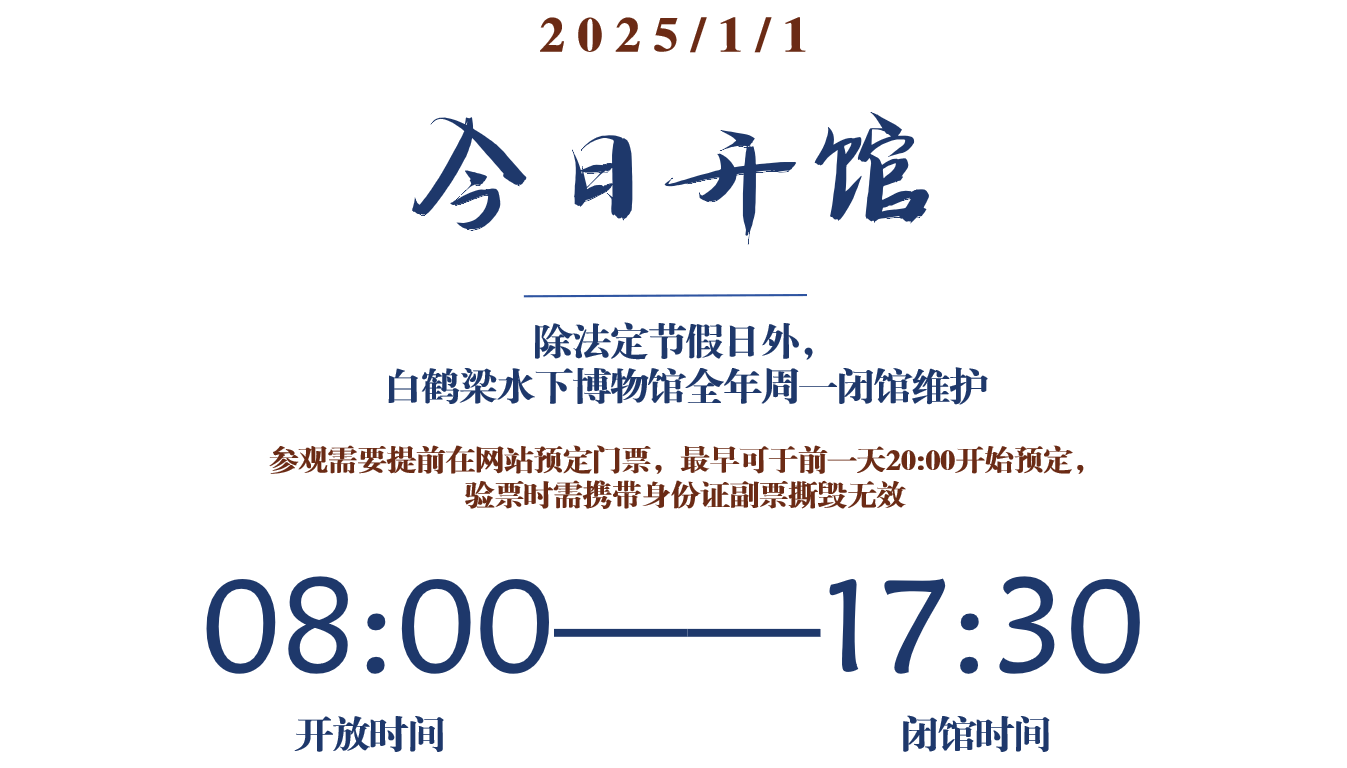 2025/1/1
今日开馆
除法定节假日外，
白鹤梁水下博物馆全年周一闭馆维护
参观需要提前在网站预定门票，最早可于前一天20:00开始预定，
验票时需携带身份证副票撕毁无效
08:00——17:30
开放时间 闭馆时间